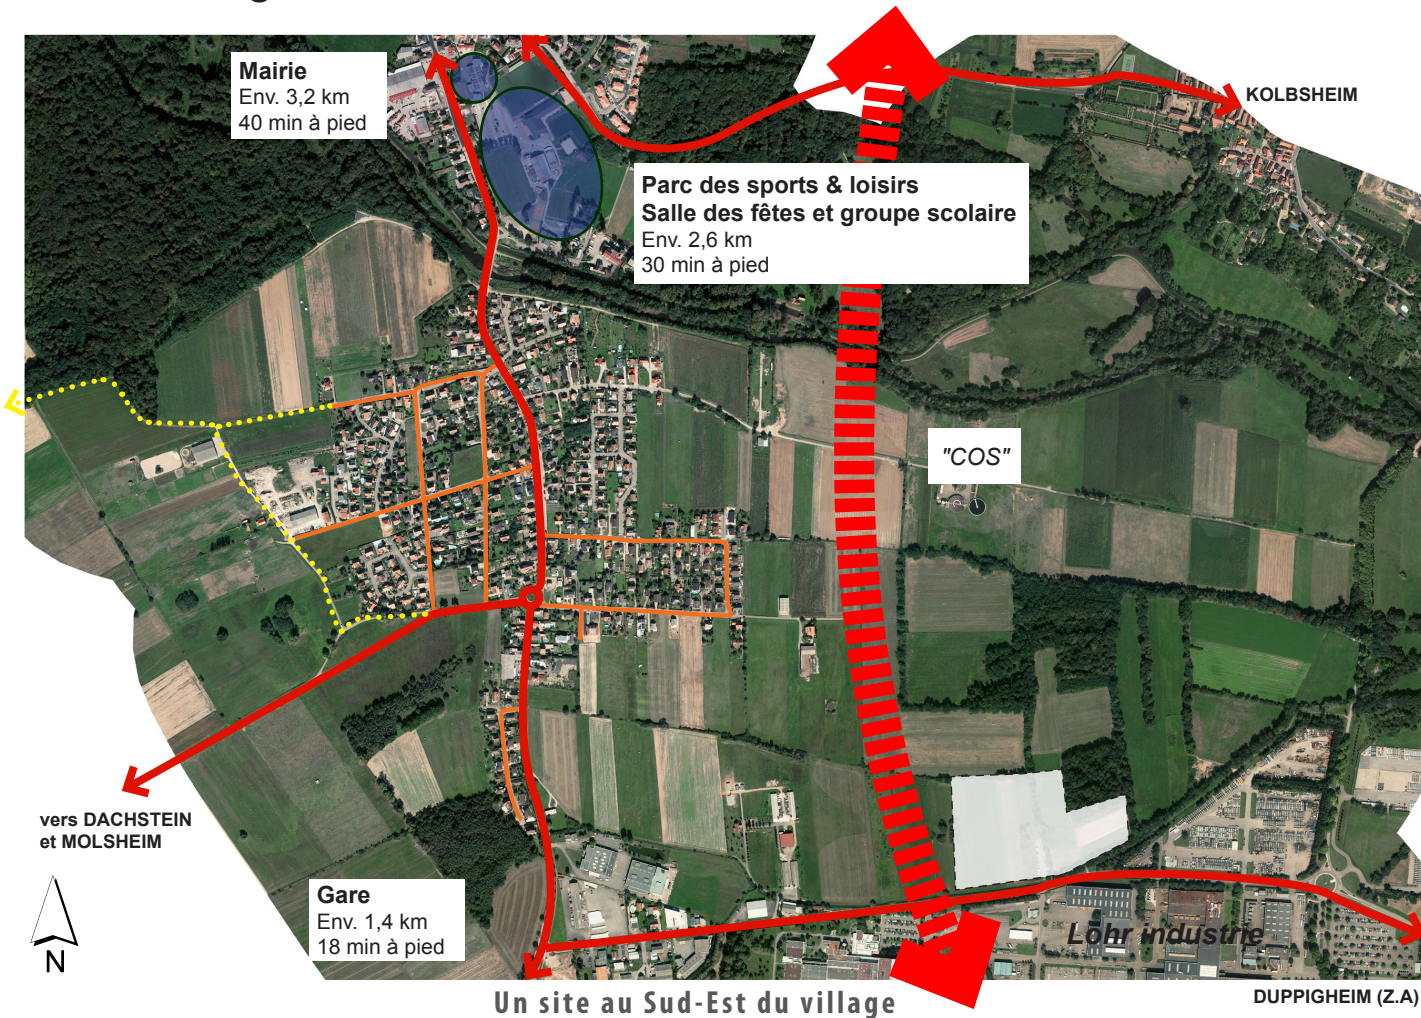 Mairie
Env. 3,2 km
40 min à pied
KOLBSHEIM
Parc des sports & loisirs
Salle des fêtes et groupe scolaire
Env. 2,6 km
30 min à pied
"COS"
vers DACHSTEIN
et MOLSHEIM
Gare
Env. 1,4 km
18 min à pied
N
Lohr industrie
Un site au Sud-Est du village
DUPPIGHEIM (Z.A)